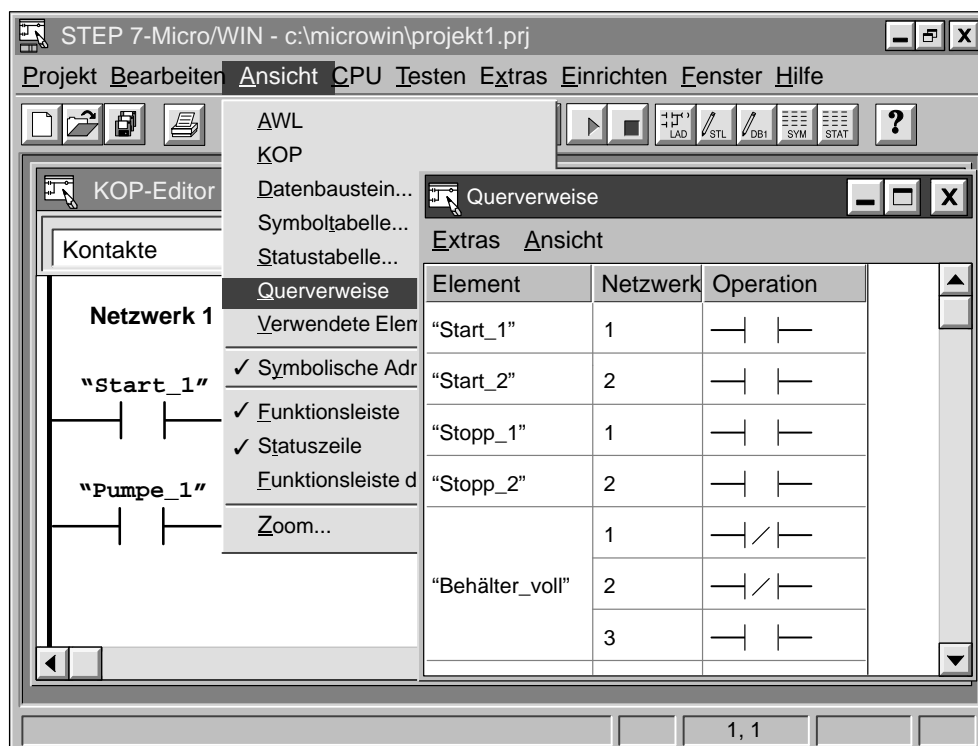 STEP 7-Micro/WIN - c:\microwin\projekt1.prj
Projekt Bearbeiten Ansicht CPU Testen Extras Einrichten Fenster Hilfe
LAD STL DB1 SYM STAT ?
AWL
KOP
Datenbaustein...
Symboltabelle...
Statustabelle...
Querverweise
Verwendete Elem
Symbolische Adr
Funktionsleiste
Statuszeile
Funktionsleiste d
Zoom...
KOP-Editor
Kontakte
Netzwerk 1
“Start_1”
“Pumpe_1”
Querverweise
Extras Ansicht
Element Netzwerk Operation
“Start_1” 1
“Start_2” 2
“Stopp_1” 1
“Stopp_2” 2
“Behälter_voll” 1
2
3
1, 1